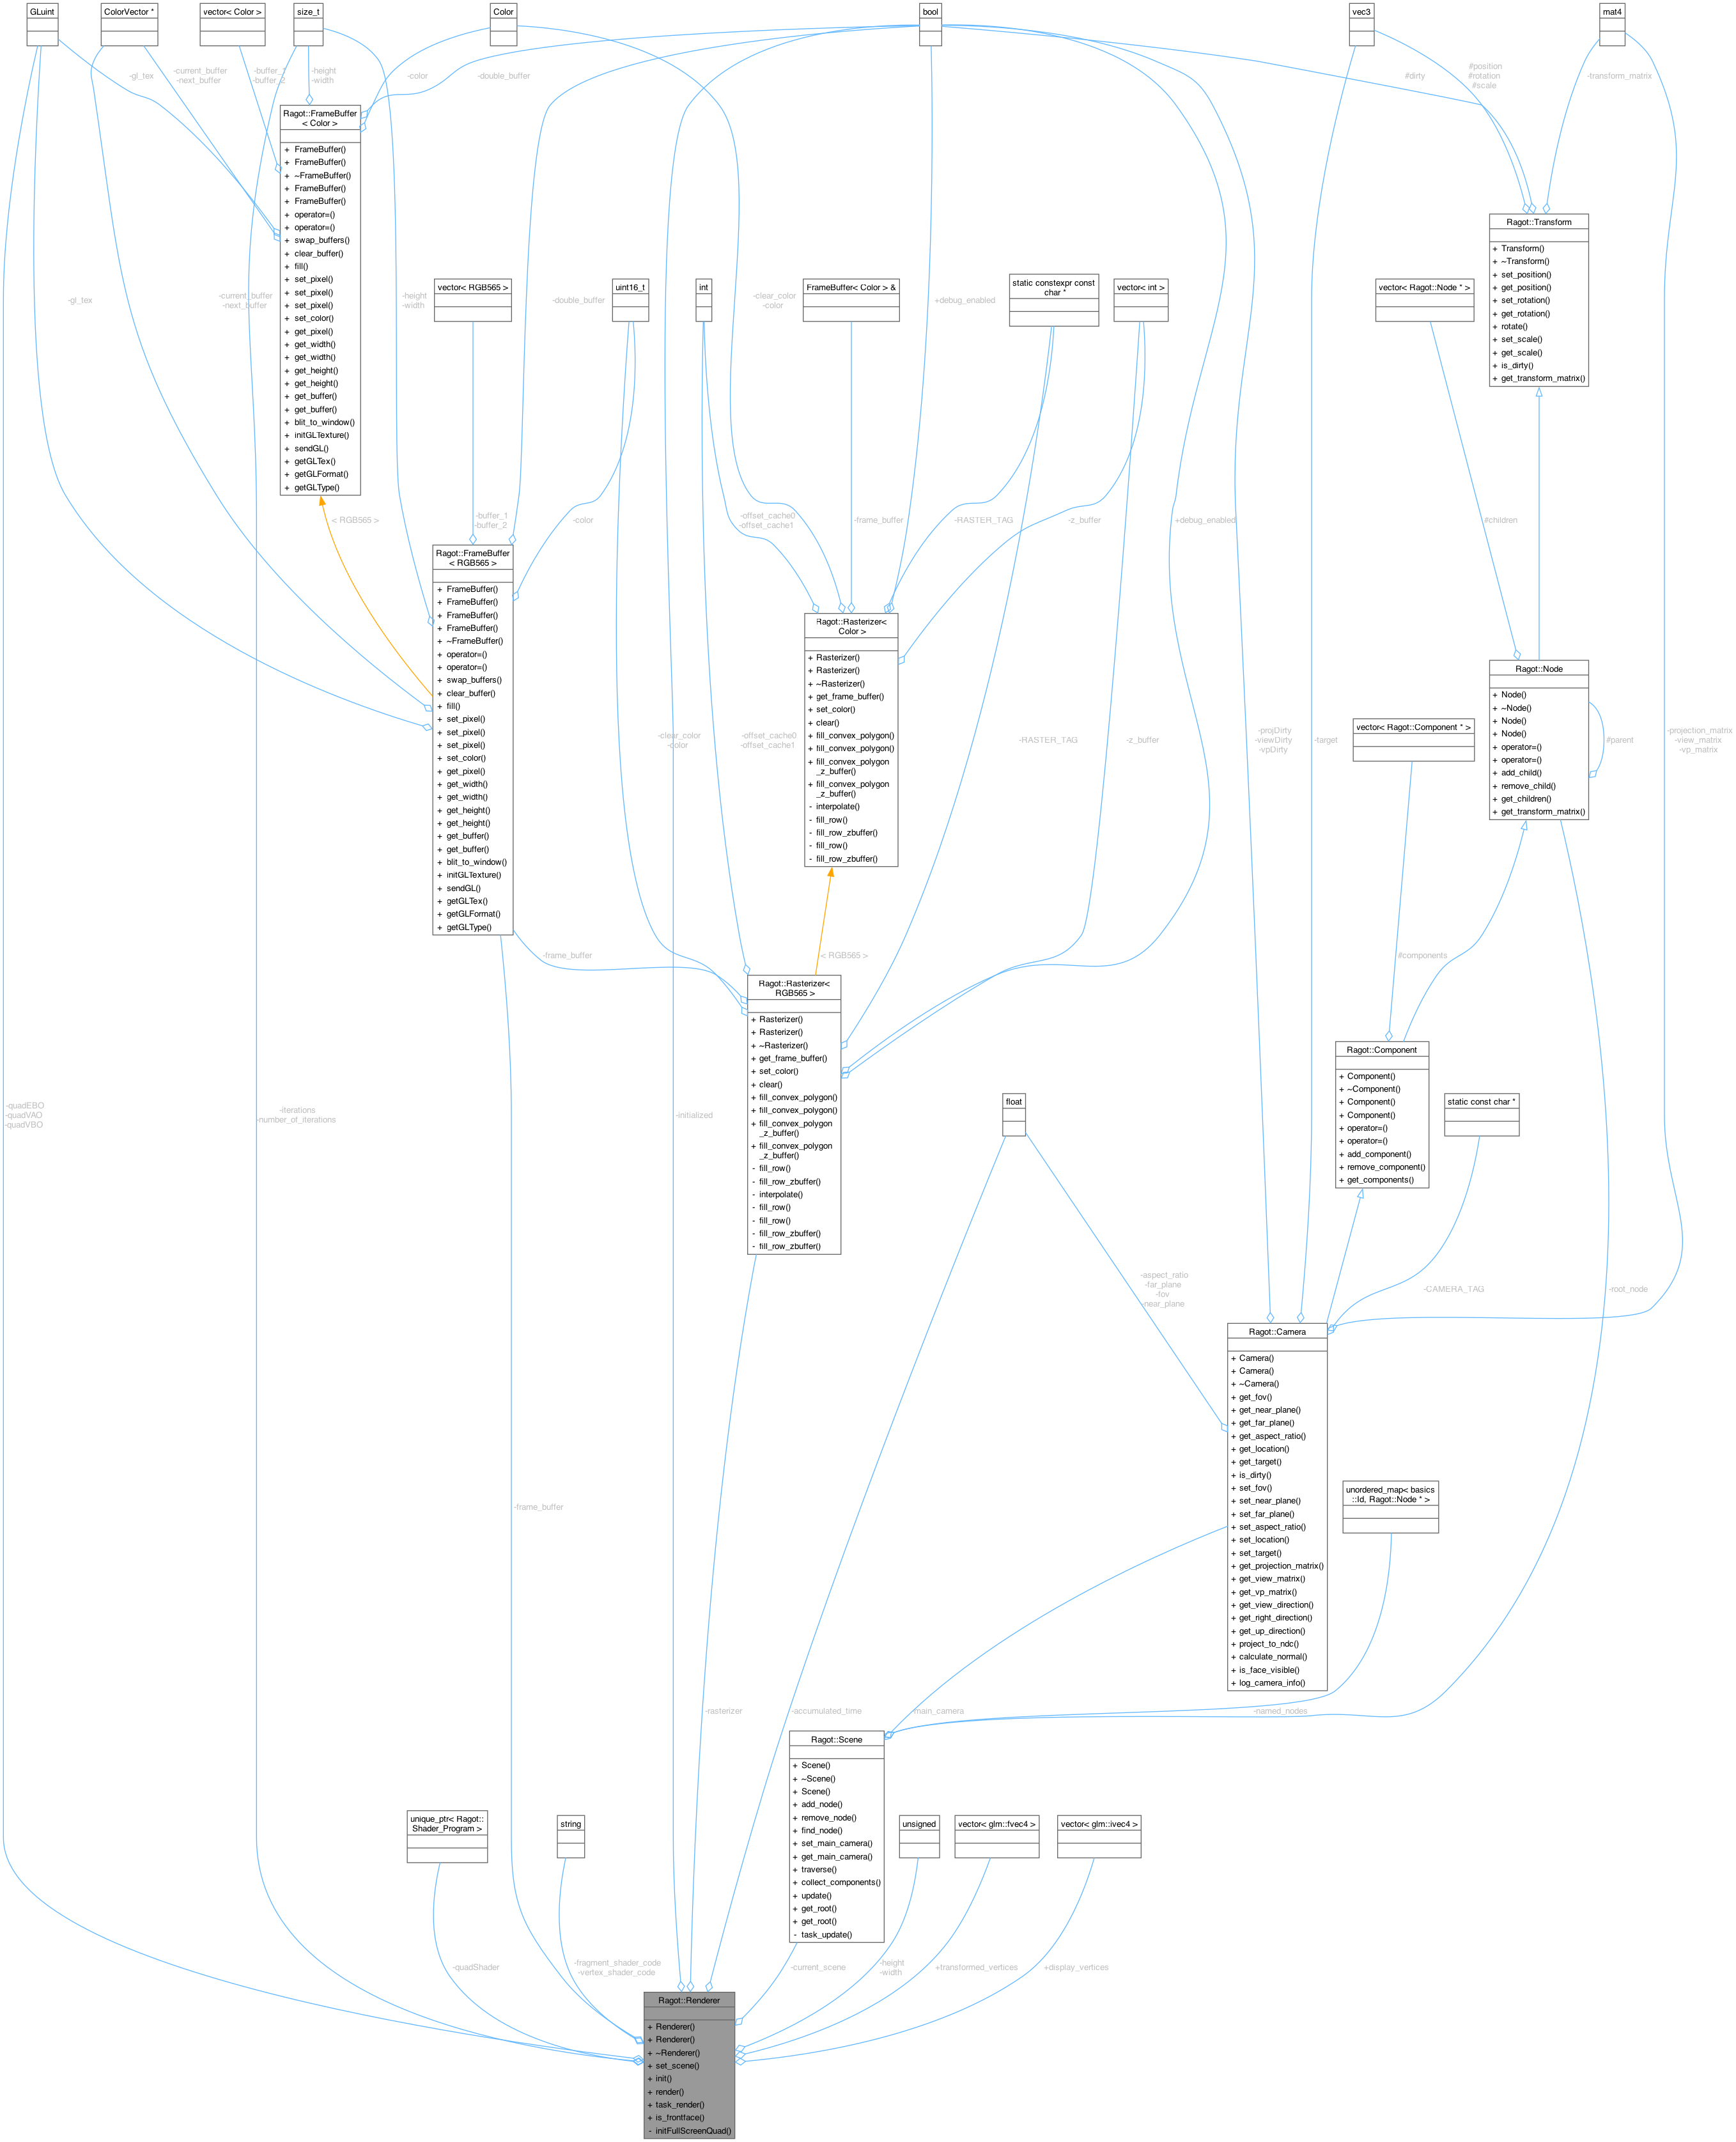 GLuint
ColorVector *
vector< Color >
size_t
Color
bool
vec3
mat4
-gl_tex
-current_buffer
-next_buffer
-buffer_1
-buffer_2
-height
-width
-color
-double_buffer
#dirty
#position
#rotation
#scale
-transform_matrix
Ragot::FrameBuffer
< Color >
+ FrameBuffer()
+ FrameBuffer()
+ ~FrameBuffer()
+ FrameBuffer()
+ FrameBuffer()
+ operator=()
+ operator=()
+ swap_buffers()
+ clear_buffer()
+ fill()
+ set_pixel()
+ set_pixel()
+ set_pixel()
+ set_color()
+ get_pixel()
+ get_width()
+ get_width()
+ get_height()
+ get_height()
+ get_buffer()
+ get_buffer()
+ blit_to_window()
+ initGLTexture()
+ sendGL()
+ getGLTex()
+ getGLFormat()
+ getGLType()
Ragot::Transform
+ Transform()
+ ~Transform()
+ set_position()
+ get_position()
+ set_rotation()
+ get_rotation()
+ rotate()
+ set_scale()
+ get_scale()
+ is_dirty()
+ get_transform_matrix()
vector< RGB565 >
uint16_t
int
FrameBuffer< Color > &
static constexpr const
char *
vector< int >
vector< Ragot::Node * >
-gl_tex
-current_buffer
-next_buffer
-height
-width
-double_buffer
-clear_color
-color
+debug_enabled
< RGB565 >
-buffer_1
-buffer_2
-color
-offset_cache0
-offset_cache1
-frame_buffer
-RASTER_TAG
-z_buffer
+debug_enabled
#children
Ragot::FrameBuffer
< RGB565 >
+ FrameBuffer()
+ FrameBuffer()
+ FrameBuffer()
+ FrameBuffer()
+ ~FrameBuffer()
+ operator=()
+ operator=()
+ swap_buffers()
+ clear_buffer()
+ fill()
+ set_pixel()
+ set_pixel()
+ set_pixel()
+ set_color()
+ get_pixel()
+ get_width()
+ get_width()
+ get_height()
+ get_height()
+ get_buffer()
+ get_buffer()
+ blit_to_window()
+ initGLTexture()
+ sendGL()
+ getGLTex()
+ getGLFormat()
+ getGLType()
Ragot::Rasterizer<
Color >
+ Rasterizer()
+ Rasterizer()
+ ~Rasterizer()
+ get_frame_buffer()
+ set_color()
+ clear()
+ fill_convex_polygon()
+ fill_convex_polygon()
+ fill_convex_polygon
_z_buffer()
+ fill_convex_polygon
_z_buffer()
- interpolate()
- fill_row()
- fill_row_zbuffer()
- fill_row()
- fill_row_zbuffer()
Ragot::Node
+ Node()
+ ~Node()
+ Node()
+ Node()
+ operator=()
+ operator=()
+ add_child()
+ remove_child()
+ get_children()
+ get_transform_matrix()
#parent
vector< Ragot::Component * >
-clear_color
-color
-offset_cache0
-offset_cache1
-RASTER_TAG
-z_buffer
-projDirty
-viewDirty
-vpDirty
-target
-projection_matrix
-view_matrix
-vp_matrix
-frame_buffer
< RGB565 >
#components
Ragot::Rasterizer<
RGB565 >
+ Rasterizer()
+ Rasterizer()
+ ~Rasterizer()
+ get_frame_buffer()
+ set_color()
+ clear()
+ fill_convex_polygon()
+ fill_convex_polygon()
+ fill_convex_polygon
_z_buffer()
+ fill_convex_polygon
_z_buffer()
- fill_row()
- fill_row_zbuffer()
- interpolate()
- fill_row()
- fill_row()
- fill_row_zbuffer()
- fill_row_zbuffer()
Ragot::Component
+ Component()
+ ~Component()
+ Component()
+ Component()
+ operator=()
+ operator=()
+ add_component()
+ remove_component()
+ get_components()
float
static const char *
-quadEBO
-quadVAO
-quadVBO
-iterations
-number_of_iterations
-initialized
-aspect_ratio
-far_plane
-fov
-near_plane
-CAMERA_TAG
-root_node
Ragot::Camera
+ Camera()
+ Camera()
+ ~Camera()
+ get_fov()
+ get_near_plane()
+ get_far_plane()
+ get_aspect_ratio()
+ get_location()
+ get_target()
+ is_dirty()
+ set_fov()
+ set_near_plane()
+ set_far_plane()
+ set_aspect_ratio()
+ set_location()
+ set_target()
+ get_projection_matrix()
+ get_view_matrix()
+ get_vp_matrix()
+ get_view_direction()
+ get_right_direction()
+ get_up_direction()
+ project_to_ndc()
+ calculate_normal()
+ is_face_visible()
+ log_camera_info()
unordered_map< basics
::Id, Ragot::Node * >
-frame_buffer
-rasterizer
-accumulated_time
-main_camera
-named_nodes
Ragot::Scene
+ Scene()
+ ~Scene()
+ Scene()
+ add_node()
+ remove_node()
+ find_node()
+ set_main_camera()
+ get_main_camera()
+ traverse()
+ collect_components()
+ update()
+ get_root()
+ get_root()
- task_update()
unique_ptr< Ragot::
Shader_Program >
string
unsigned
vector< glm::fvec4 >
vector< glm::ivec4 >
-quadShader
-fragment_shader_code
-vertex_shader_code
-current_scene
-height
-width
+transformed_vertices
+display_vertices
Ragot::Renderer
+ Renderer()
+ Renderer()
+ ~Renderer()
+ set_scene()
+ init()
+ render()
+ task_render()
+ is_frontface()
- initFullScreenQuad()